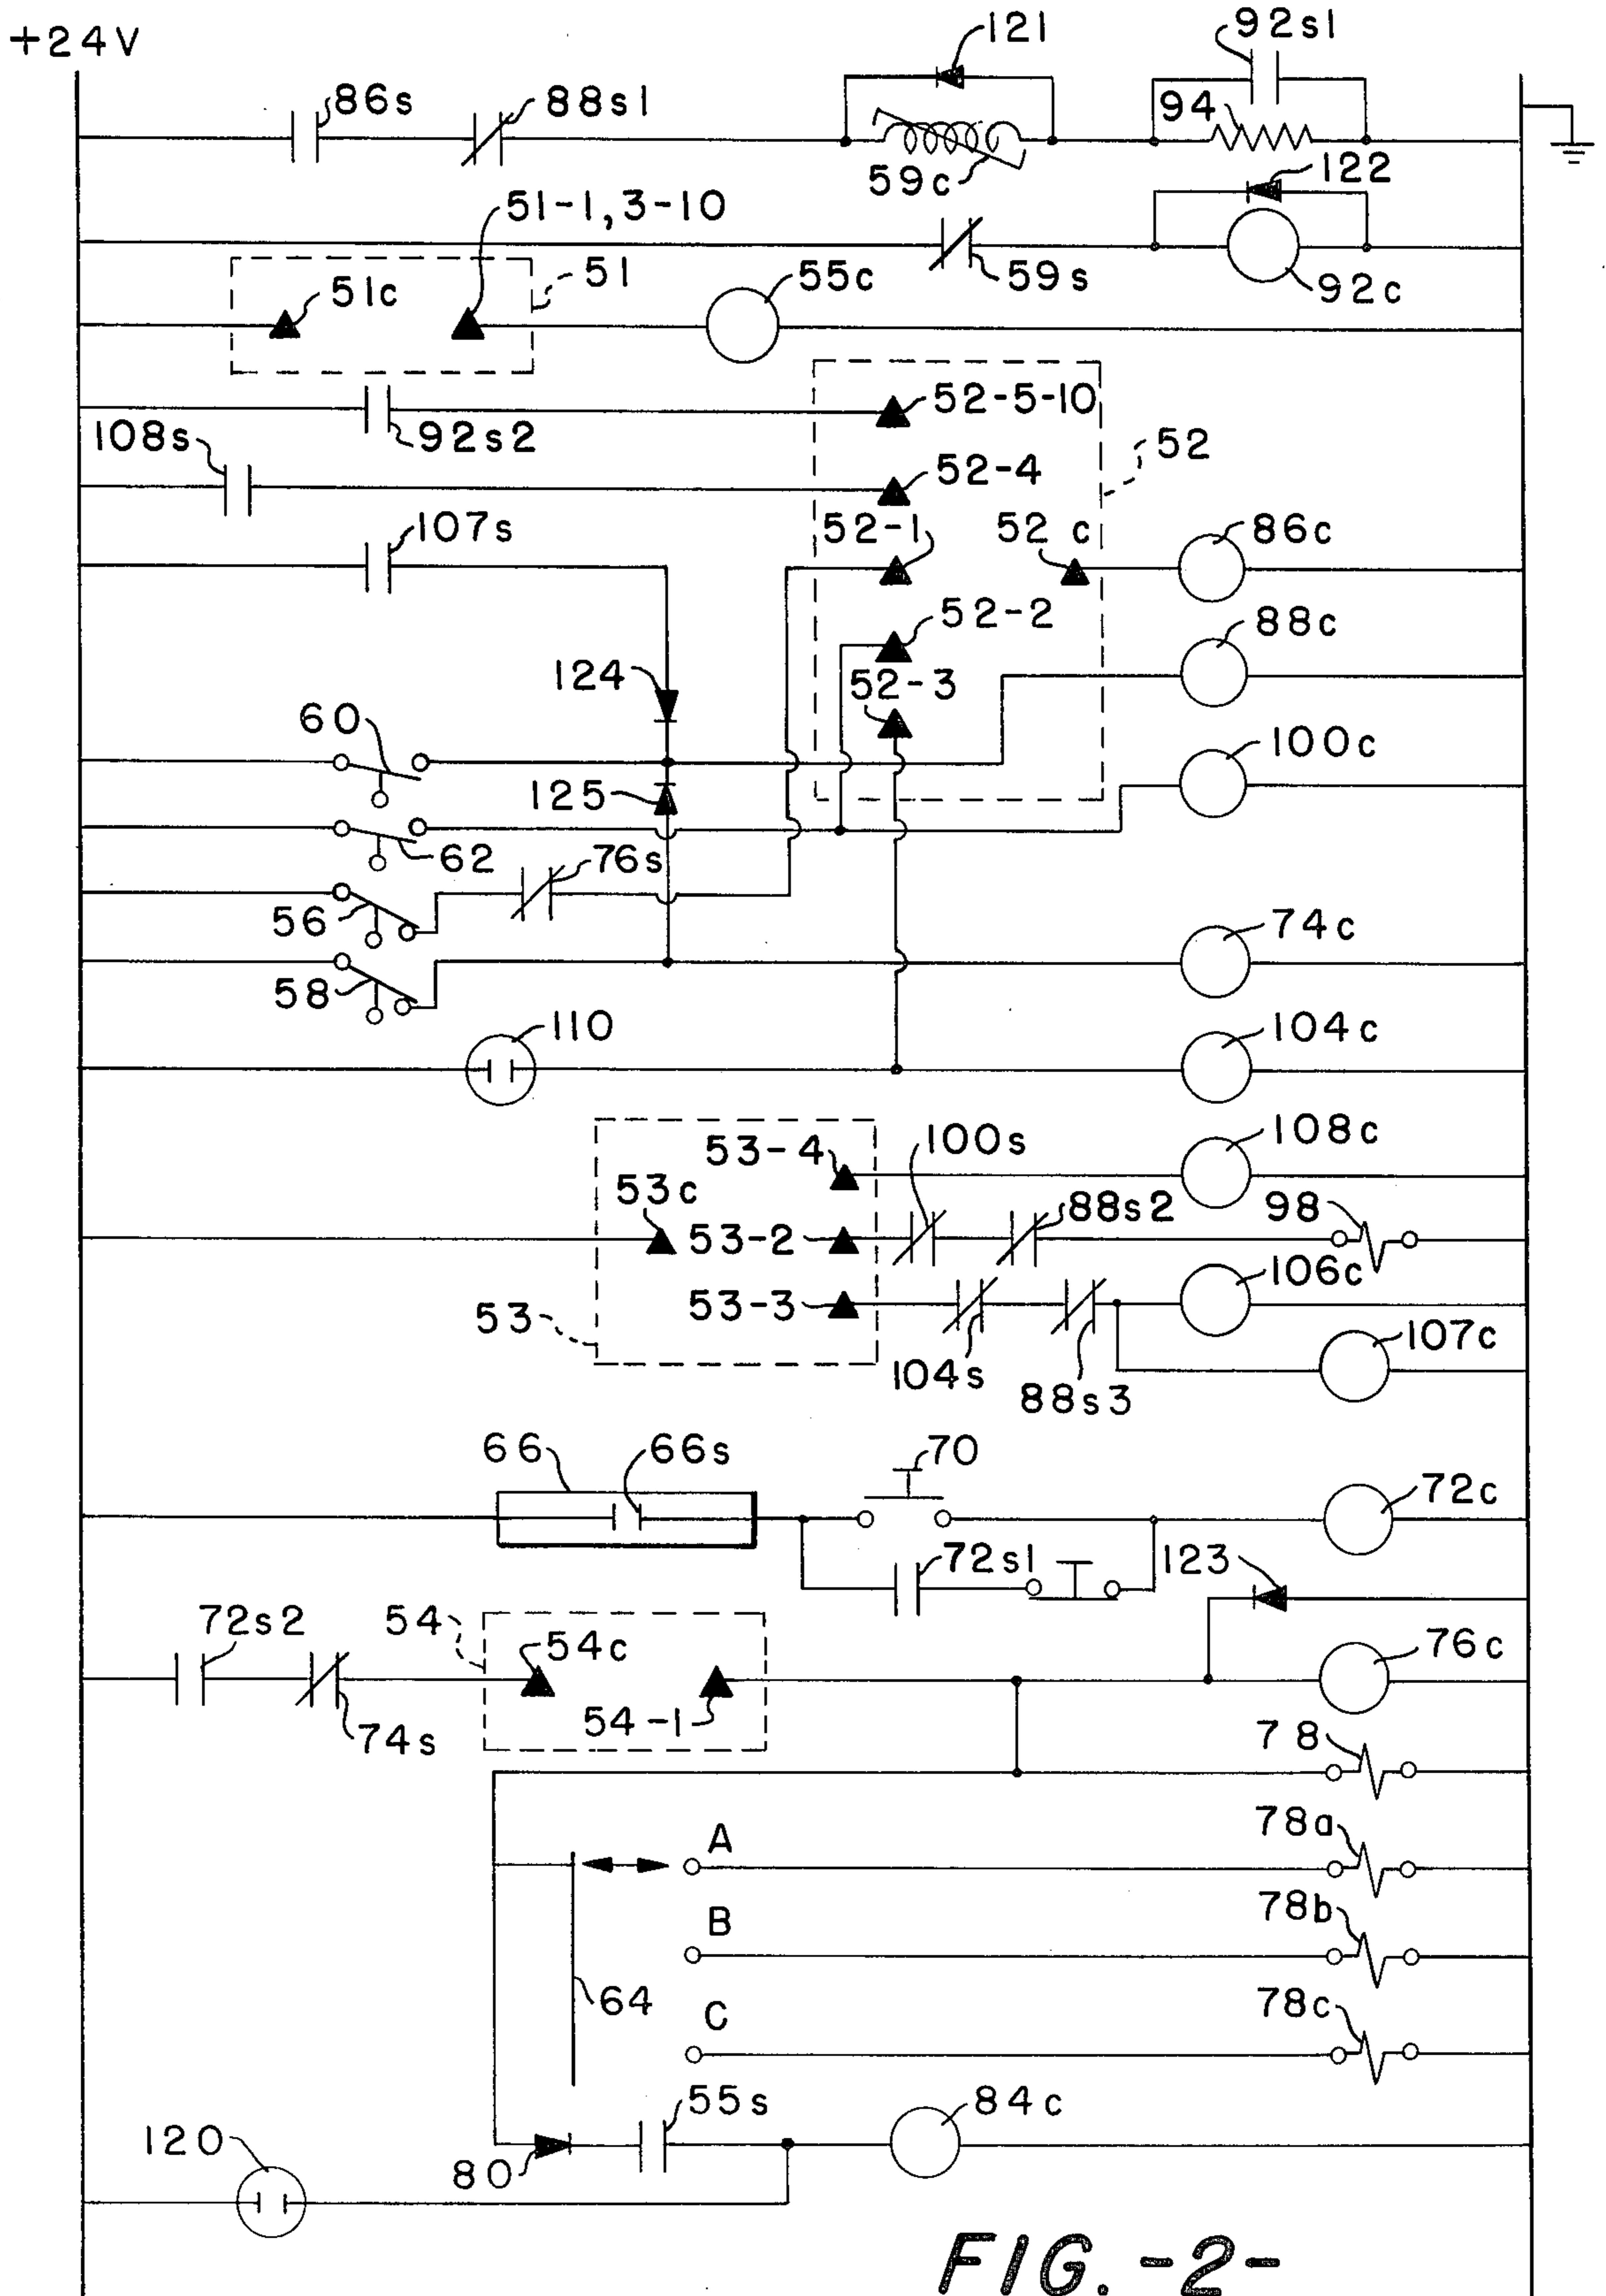 +24V
121
92s1
86s
88s1
94
59c
122
51-1, 3-10
51
51c
55c
59s
92c
52-5-10
92s2
108s
52-4
52
107s
52-1
52 c
86c
52-2
88c
124
52-3
60
100c
125
62
76s
56
74c
58
110
104c
53-4
100s
108c
53c
53-2
88s2
98
53-3
106c
53
104s
88s3
107c
66
66s
70
72c
72s1
123
72s2
54
54c
76c
74s
54-1
78
A
78a
B
78b
64
C
78c
55s
84c
120
80
FIG. -2-